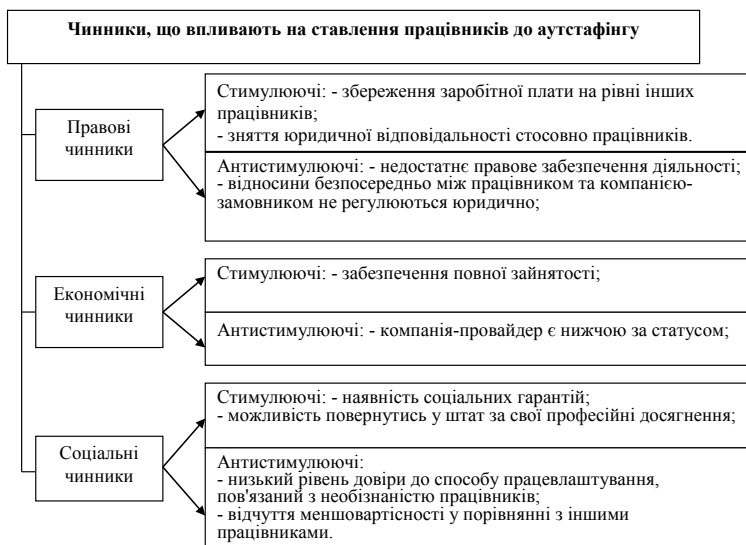 Чинники, що впливають на ставлення працівників до аутстафінгу
Правові
чинники
Стимулюючі: - збереження заробітної плати на рівні інших
працівників;
- зняття юридичної відповідальності стосовно працівників.
Антистимулюючі: - недостатнє правове забезпечення діяльності;
- відносини безпосередньо між працівником та компанією-
замовником не регулюються юридично;
Економічні
чинники
Стимулюючі: - забезпечення повної зайнятості;
Антистимулюючі: - компанія-провайдер є нижчою за статусом;
Соціальні
чинники
Стимулюючі: - наявність соціальних гарантій;
- можливість повернутись у штат за свої професійні досягнення;
Антистимулюючі:
- низький рівень довіри до способу працевлаштування,
пов'язаний з необізнаністю працівників;
- відчуття меншовартісності у порівнянні з іншими
працівниками.